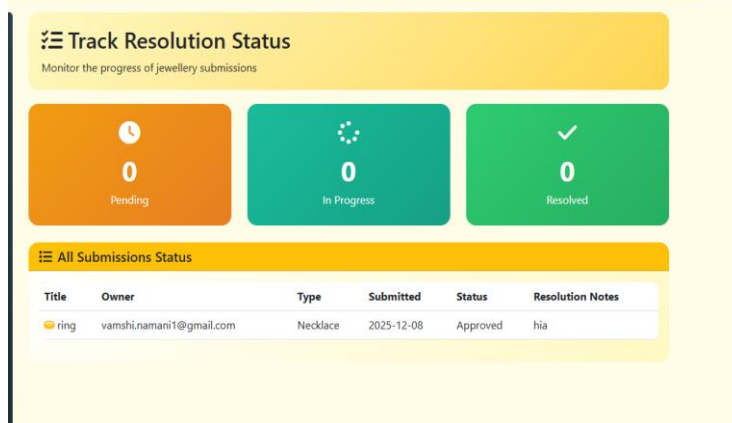 Track Resolution Status
Monitor the progress of jewellery submissions
0
Pending
0
In Progress
0
Resolved
All Submissions Status
Title Owner Type Submitted Status Resolution Notes
ring vamshi.namani1@gmail.com Necklace 2025-12-08 Approved hia